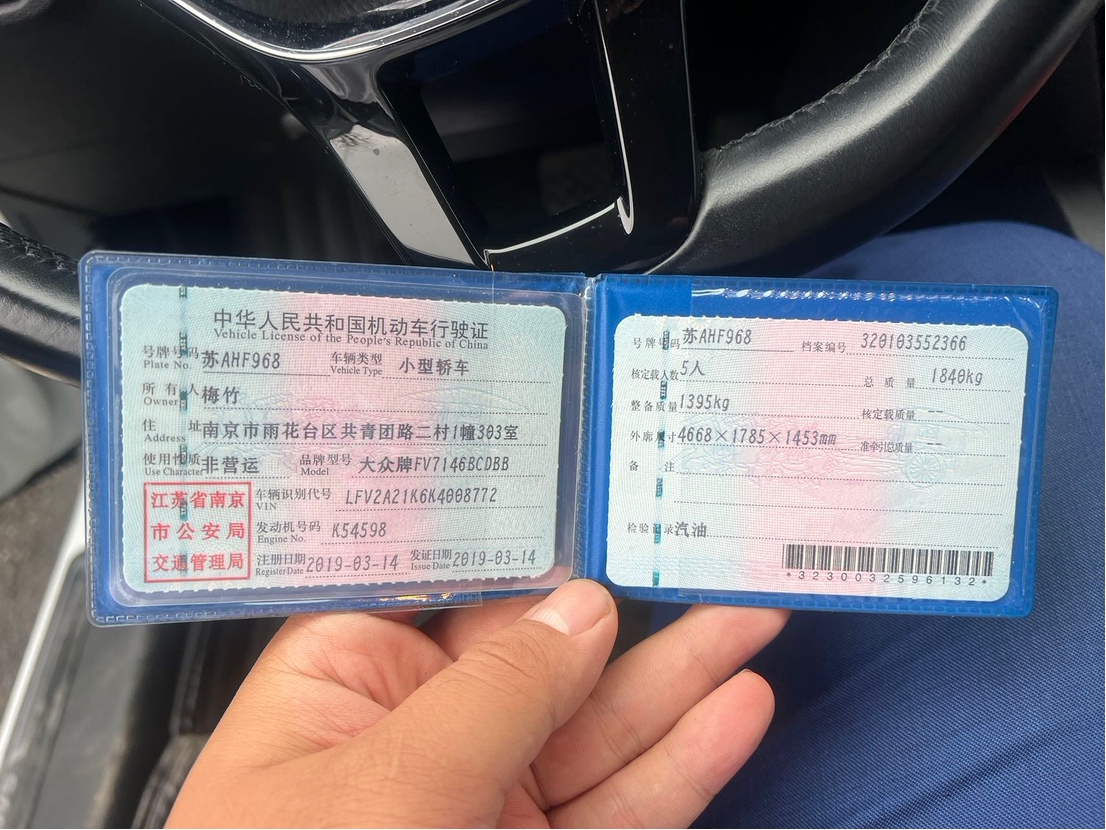 中华人民共和国机动车行驶证
Vehicle License of the People's Republic of China
号牌号码 苏AHF968 车辆类型 小型轿车
Plate No. Vehicle Type
所有人 梅竹
Owner
住址 南京市雨花台区共青团路二村1幢303室
Address
使用性质 非营运 品牌型号 大众牌FV7146BCDBB
Use Character Model
江苏省南京
市公安局
交通管理局
车辆识别代号 LFV2A21K6K4008772
VIN
发动机号码 K54598
Engine No.
注册日期 2019-03-14 发证日期 2019-03-14
Register Date Issue Date
号牌号码 苏AHF968 档案编号 320103552366
核定载人数 5人 总质量 1840kg
整备质量 1395kg 核定载质量 --
外廓尺寸 4668×1785×1453mm 准牵引总质量 --
备注
检验记录 汽油
*3230032596132*